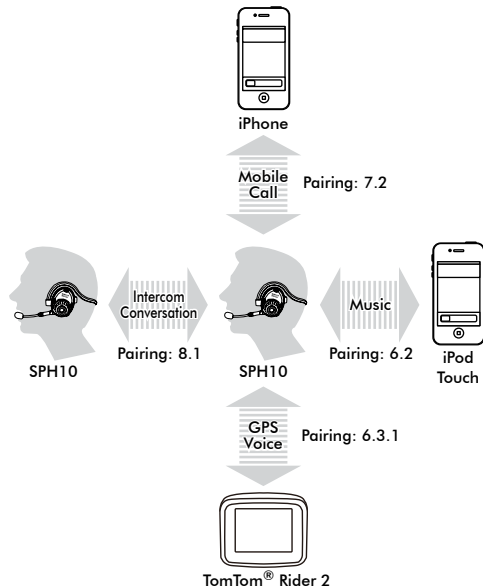 iPhone
Mobile
Call
Pairing: 7.2
Intercom
Conversation
Pairing: 8.1
SPH10
SPH10
Music
Pairing: 6.2
iPod
Touch
GPS
Voice
Pairing: 6.3.1
TomTom® Rider 2